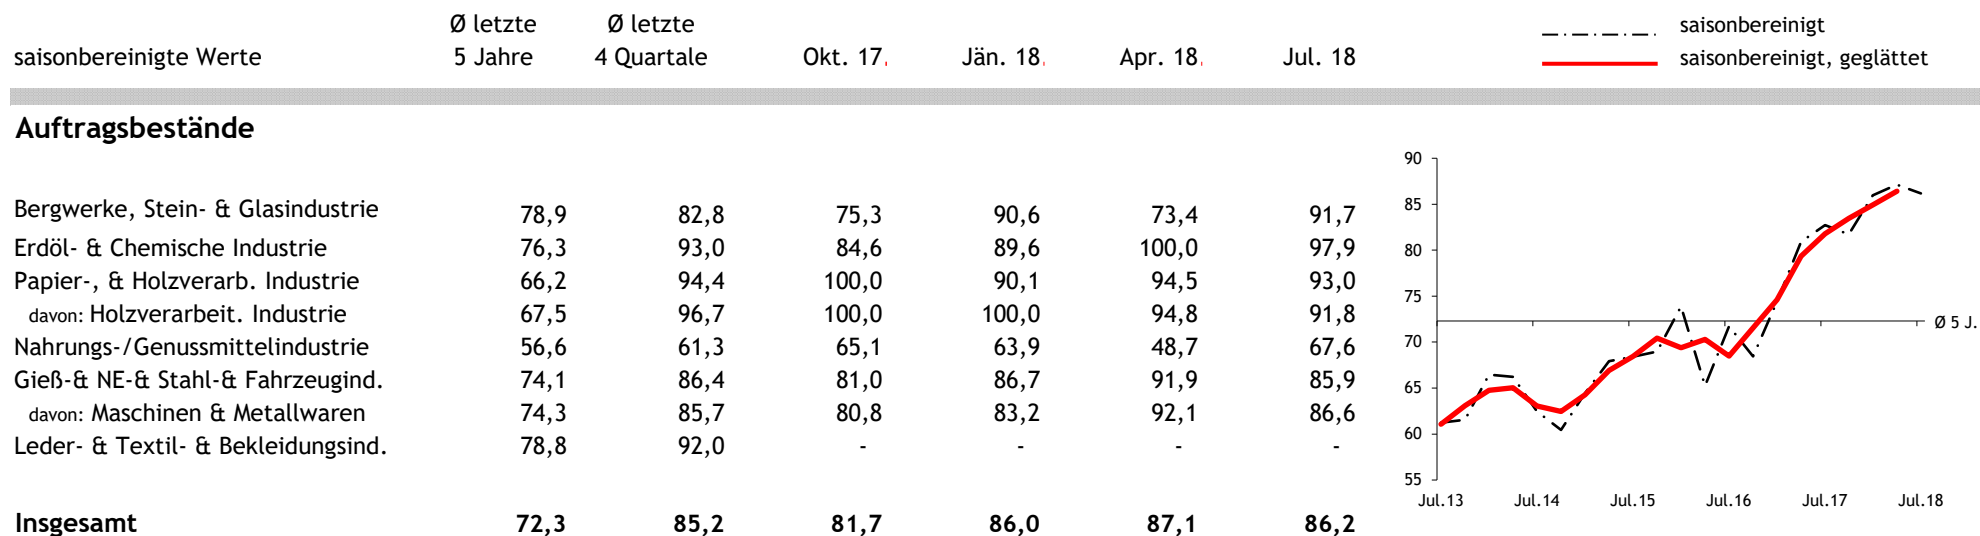 Ø letzte Ø letzte saisonbereinigt
saisonbereinigte Werte 5 Jahre 4 Quartale Okt. 17, Jän. 18, Apr. 18, Jul. 18 saisonbereinigt, geglättet
Auftragsbestände
Bergwerke, Stein- & Glasindustrie 78,9 82,8 75,3 90,6 73,4 91,7
Erdöl- & Chemische Industrie 76,3 93,0 84,6 89,6 100,0 97,9
Papier-, & Holzverarb. Industrie 66,2 94,4 100,0 90,1 94,5 93,0
davon: Holzverarbeit. Industrie 67,5 96,7 100,0 100,0 94,8 91,8
Nahrungs-/Genussmittelindustrie 56,6 61,3 65,1 63,9 48,7 67,6
Gieß-& NE-& Stahl-& Fahrzeugind. 74,1 86,4 81,0 86,7 91,9 85,9
davon: Maschinen & Metallwaren 74,3 85,7 80,8 83,2 92,1 86,6
Leder- & Textil- & Bekleidungsind. 78,8 92,0 - - - -
Insgesamt 72,3 85,2 81,7 86,0 87,1 86,2
90
85
80
75
70
65
60
55
Ø 5 J.
Jul.13 Jul.14 Jul.15 Jul.16 Jul.17 Jul.18